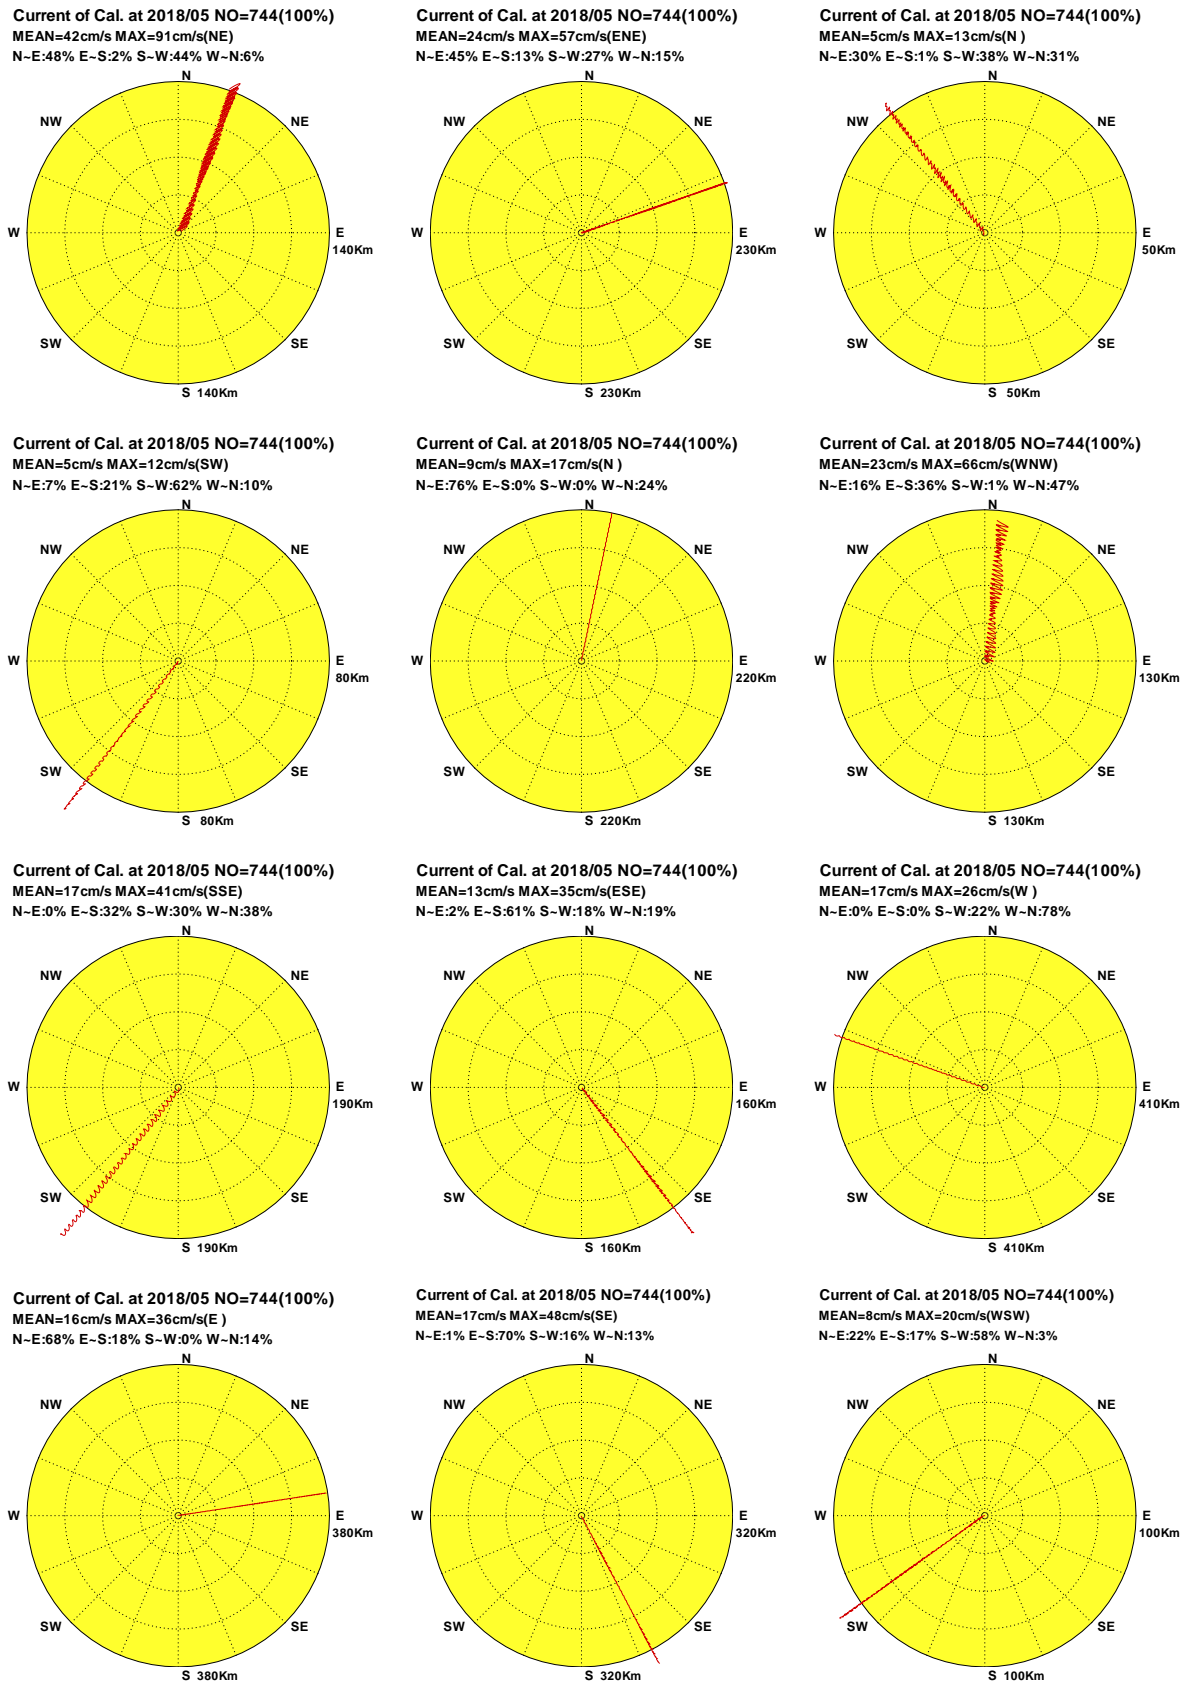 Current of Cal. at 2018/05 NO=744(100%)
MEAN=42cm/s MAX=91cm/s(NE)
N~E:48% E~S:2% S~W:44% W~N:6%
N
NW
NE
W
E
140Km
SW
SE
S 140Km
Current of Cal. at 2018/05 NO=744(100%)
MEAN=24cm/s MAX=57cm/s(ENE)
N~E:45% E~S:13% S~W:27% W~N:15%
N
NW
NE
W
E
230Km
SW
SE
S 230Km
Current of Cal. at 2018/05 NO=744(100%)
MEAN=5cm/s MAX=13cm/s(N )
N~E:30% E~S:1% S~W:38% W~N:31%
N
NW
NE
W
E
50Km
SW
SE
S 50Km
Current of Cal. at 2018/05 NO=744(100%)
MEAN=5cm/s MAX=12cm/s(SW)
N~E:7% E~S:21% S~W:62% W~N:10%
N
NW
NE
W
E
80Km
SW
SE
S 80Km
Current of Cal. at 2018/05 NO=744(100%)
MEAN=9cm/s MAX=17cm/s(N )
N~E:76% E~S:0% S~W:0% W~N:24%
N
NW
NE
W
E
220Km
SW
SE
S 220Km
Current of Cal. at 2018/05 NO=744(100%)
MEAN=23cm/s MAX=66cm/s(WNW)
N~E:16% E~S:36% S~W:1% W~N:47%
N
NW
NE
W
E
130Km
SW
SE
S 130Km
Current of Cal. at 2018/05 NO=744(100%)
MEAN=17cm/s MAX=41cm/s(SSE)
N~E:0% E~S:32% S~W:30% W~N:38%
N
NW
NE
W
E
190Km
SW
SE
S 190Km
Current of Cal. at 2018/05 NO=744(100%)
MEAN=13cm/s MAX=35cm/s(ESE)
N~E:2% E~S:61% S~W:18% W~N:19%
N
NW
NE
W
E
160Km
SW
SE
S 160Km
Current of Cal. at 2018/05 NO=744(100%)
MEAN=17cm/s MAX=26cm/s(W )
N~E:0% E~S:0% S~W:22% W~N:78%
N
NW
NE
W
E
410Km
SW
SE
S 410Km
Current of Cal. at 2018/05 NO=744(100%)
MEAN=16cm/s MAX=36cm/s(E )
N~E:68% E~S:18% S~W:0% W~N:14%
N
NW
NE
W
E
380Km
SW
SE
S 380Km
Current of Cal. at 2018/05 NO=744(100%)
MEAN=17cm/s MAX=48cm/s(SE)
N~E:1% E~S:70% S~W:16% W~N:13%
N
NW
NE
W
E
320Km
SW
SE
S 320Km
Current of Cal. at 2018/05 NO=744(100%)
MEAN=8cm/s MAX=20cm/s(WSW)
N~E:22% E~S:17% S~W:58% W~N:3%
N
NW
NE
W
E
100Km
SW
SE
S 100Km